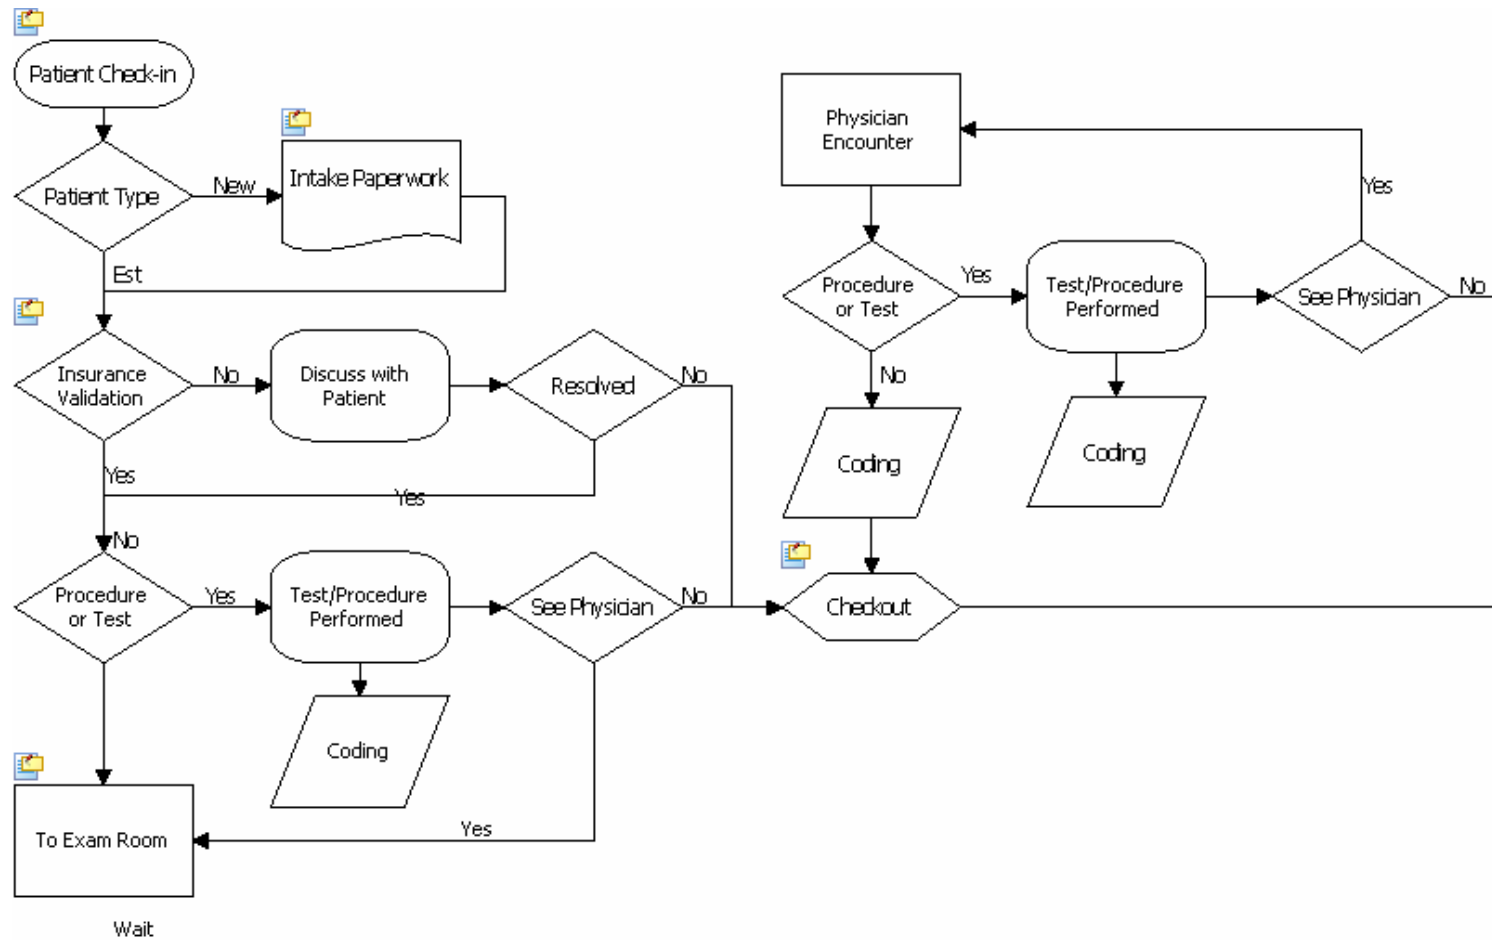 Patient Check-in
Patient Type
New
Intake Paperwork
Est
Insurance
Validation
No
Discuss with
Patient
Resolved
No
Yes
Yes
No
Procedure
or Test
Yes
Test/Procedure
Performed
See Physician
No
Coding
To Exam Room
Yes
Wait
Physician
Encounter
Procedure
or Test
Yes
Test/Procedure
Performed
See Physician
Yes
No
No
Coding
Coding
Checkout